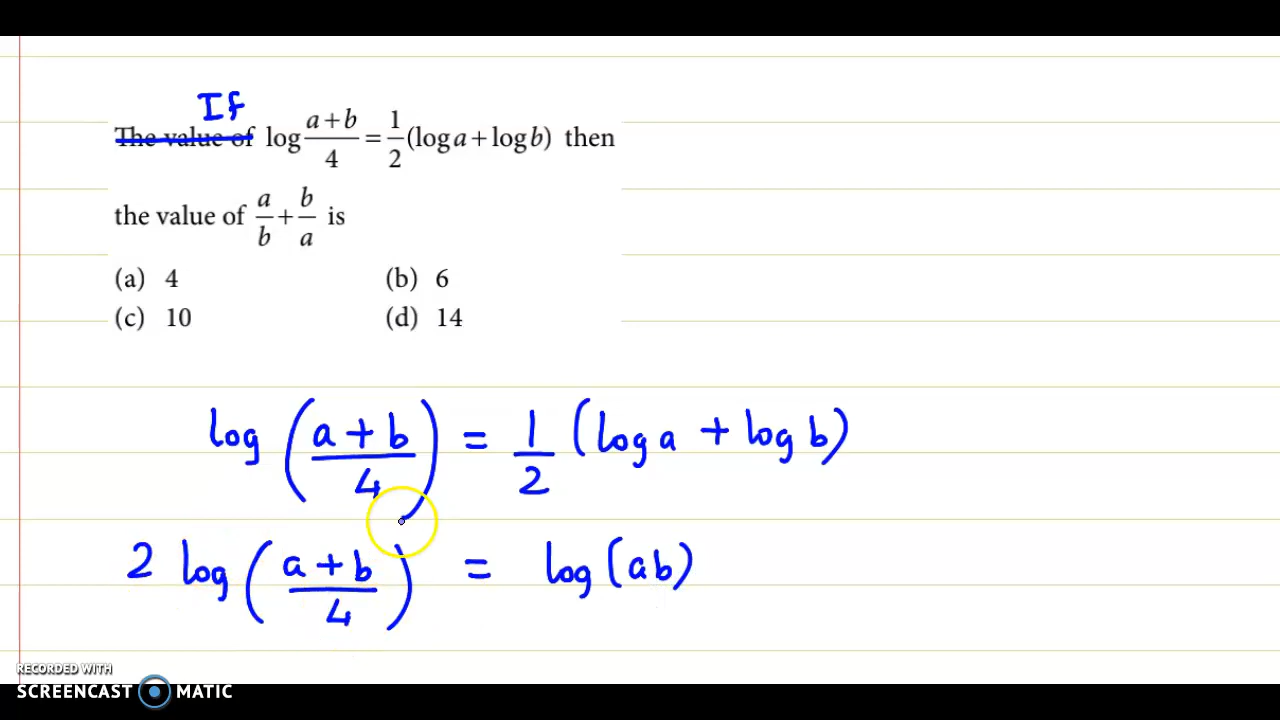 If
The value of log (a+b)/4 = 1/2 (log a + log b) then
the value of a/b + b/a is
(a) 4 (b) 6
(c) 10 (d) 14
log ( (a + b)/4 ) = 1/2 (log a + log b)
2 log ( (a + b)/4 ) = log (ab)
RECORDED WITH
SCREENCAST MATIC